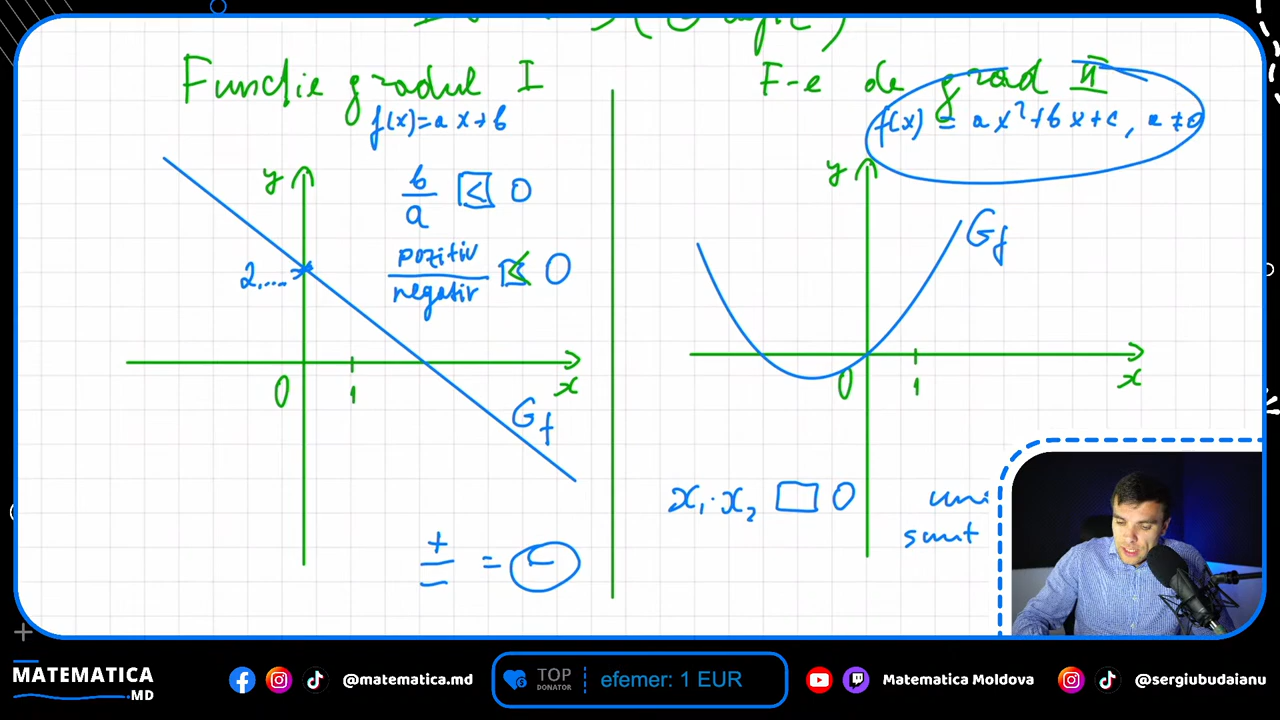 Funcție gradul I
f(x)=ax+b
y
b/a < 0
pozitiv/negativ < 0
2,....
0
1
x
Gf
+/− = −
F-e de grad II
f(x) = ax²+bx+c, a≠0
y
Gf
0
1
x
x₁·x₂ □ 0
sunt
MATEMATICA
.MD
@matematica.md
TOP
DONATOR
efemer: 1 EUR
Matematica Moldova
@sergiubudaianu